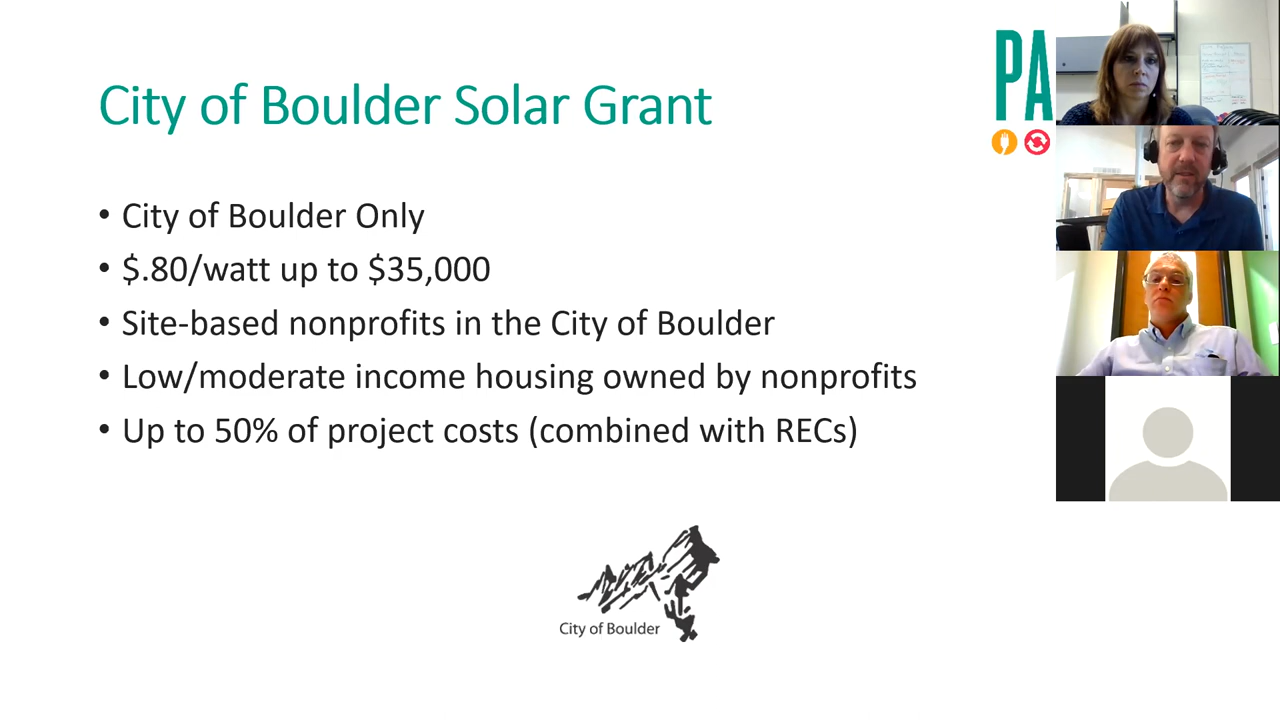 City of Boulder Solar Grant
PA
• City of Boulder Only
• $.80/watt up to $35,000
• Site-based nonprofits in the City of Boulder
• Low/moderate income housing owned by nonprofits
• Up to 50% of project costs (combined with RECs)
City of Boulder